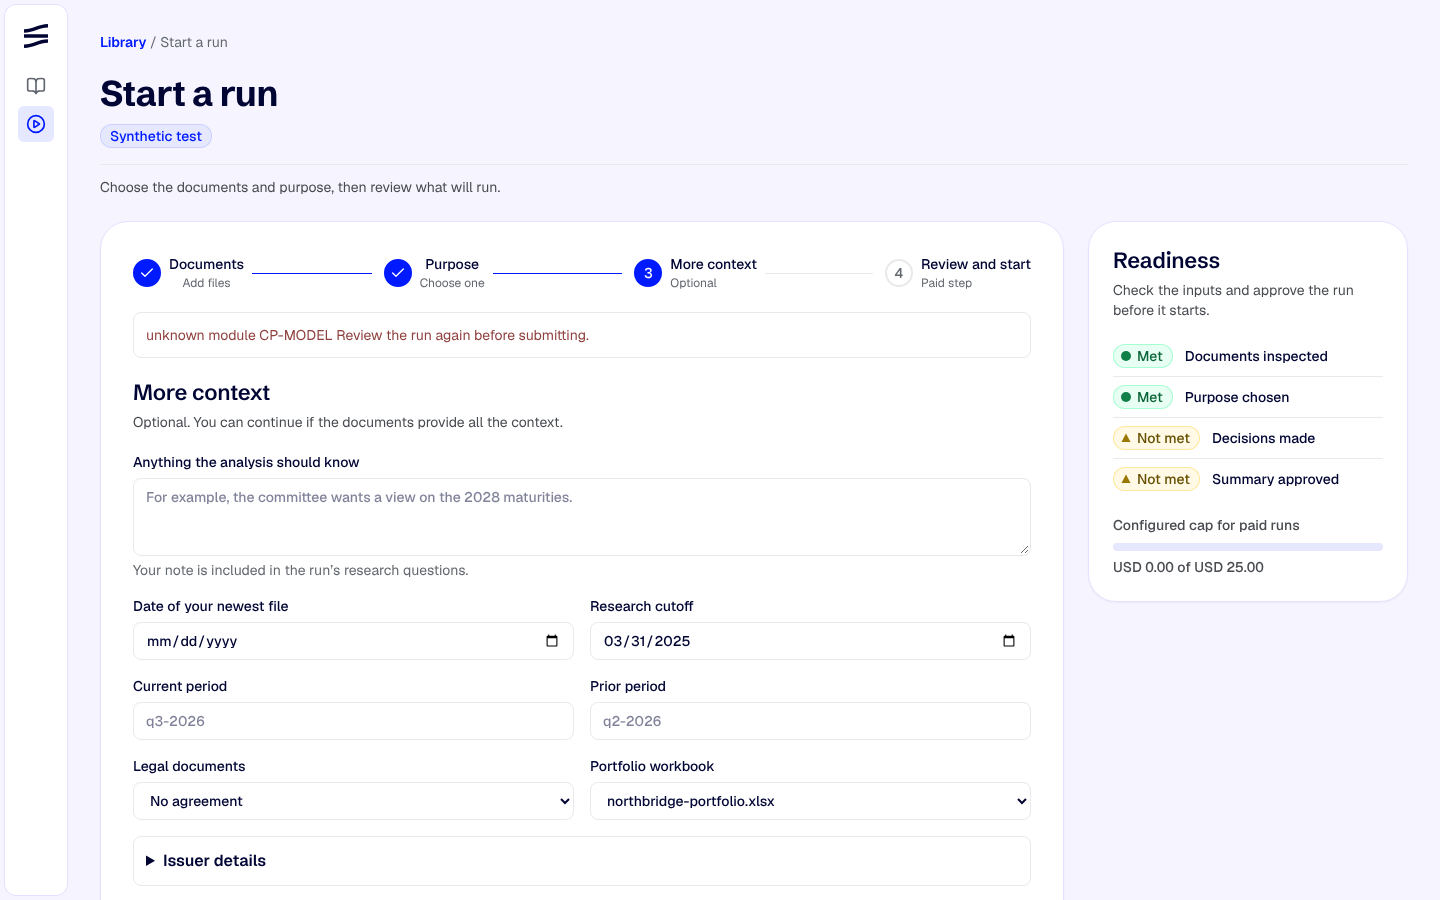 Library / Start a run
Start a run
Synthetic test
Choose the documents and purpose, then review what will run.
Documents
Add files
Purpose
Choose one
3
More context
Optional
4
Review and start
Paid step
unknown module CP-MODEL Review the run again before submitting.
More context
Optional. You can continue if the documents provide all the context.
Anything the analysis should know
For example, the committee wants a view on the 2028 maturities.
Your note is included in the run's research questions.
Date of your newest file
Research cutoff
mm/dd/yyyy
03/31/2025
Current period
Prior period
q3-2026
q2-2026
Legal documents
Portfolio workbook
No agreement
northbridge-portfolio.xlsx
Issuer details
Readiness
Check the inputs and approve the run
before it starts.
Met Documents inspected
Met Purpose chosen
Not met Decisions made
Not met Summary approved
Configured cap for paid runs
USD 0.00 of USD 25.00